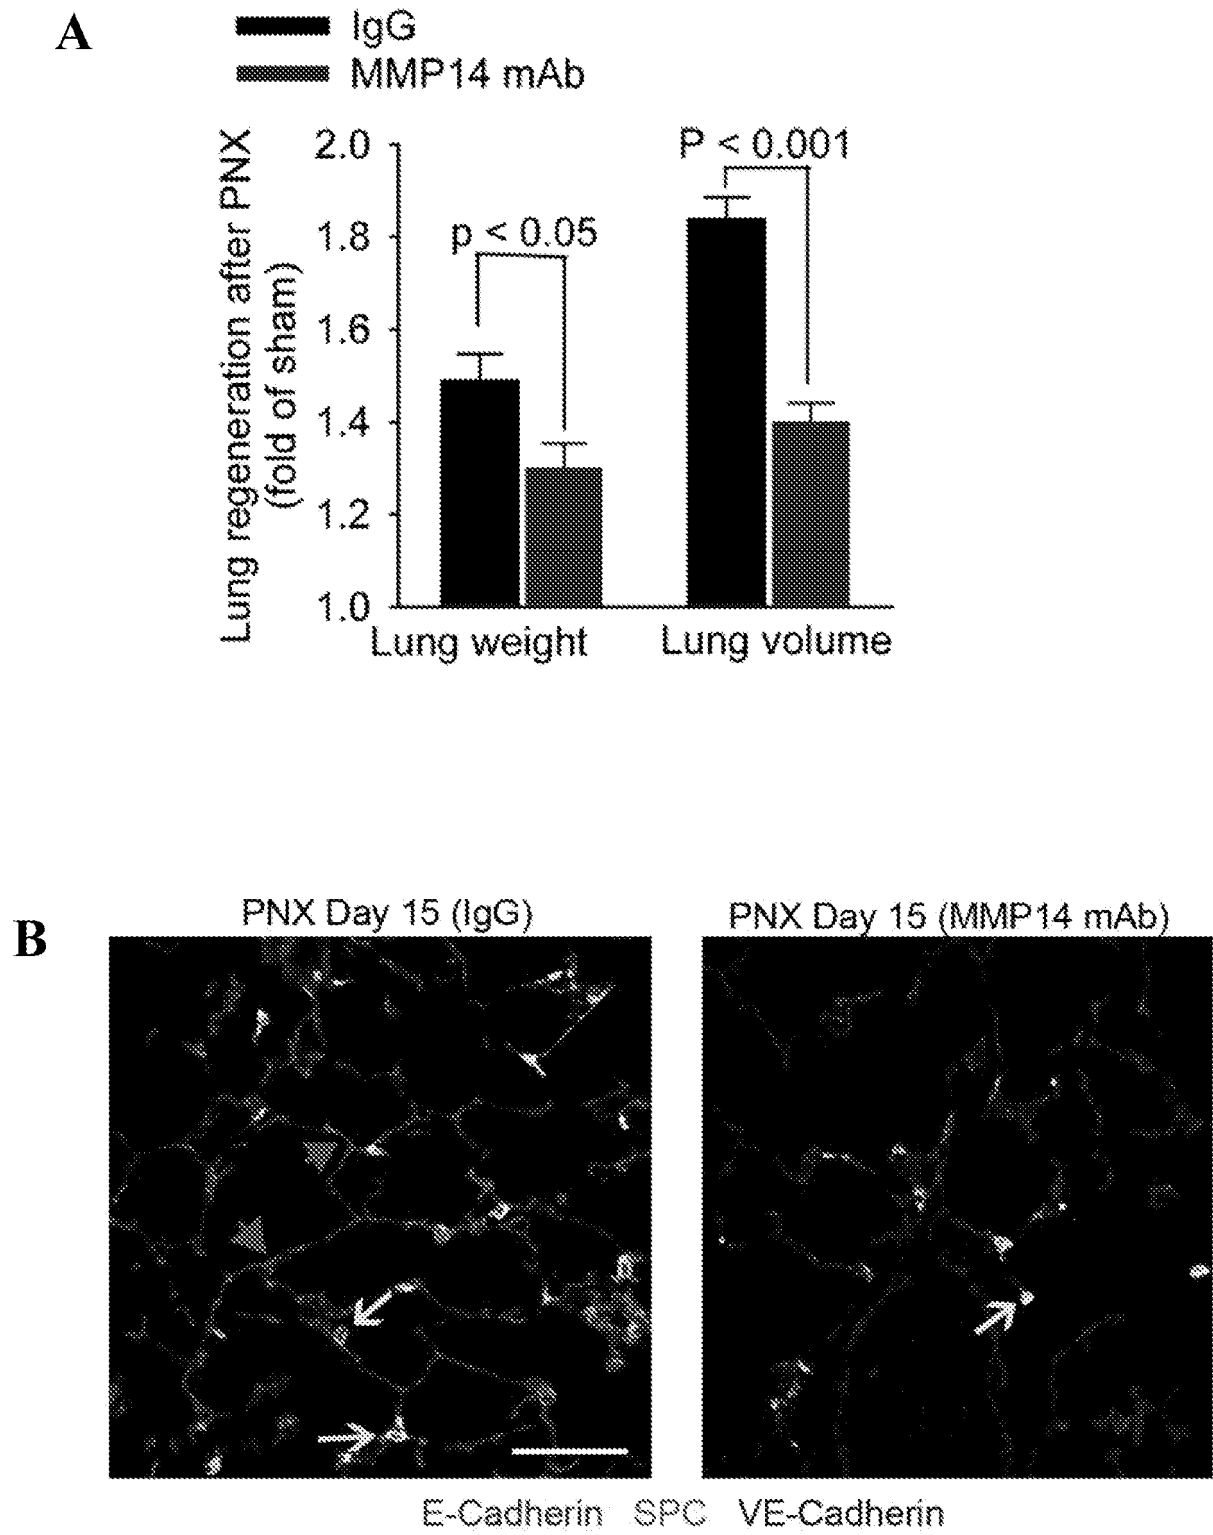 A
IgG
MMP14 mAb
Lung regeneration after PNX
(fold of sham)
2.0
1.8
1.6
1.4
1.2
1.0
p < 0.05
P < 0.001
Lung weight
Lung volume
B
PNX Day 15 (IgG)
PNX Day 15 (MMP14 mAb)
E-Cadherin SPC VE-Cadherin